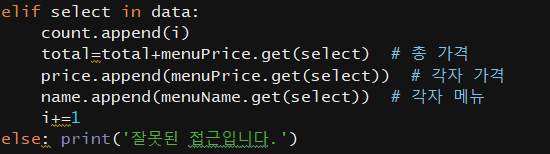 elif select in data:
    count.append(i)
    total=total+menuPrice.get(select)  # 총 가격
    price.append(menuPrice.get(select))  # 각자 가격
    name.append(menuName.get(select))  # 각자 메뉴
    i+=1
else: print('잘못된 접근입니다.')